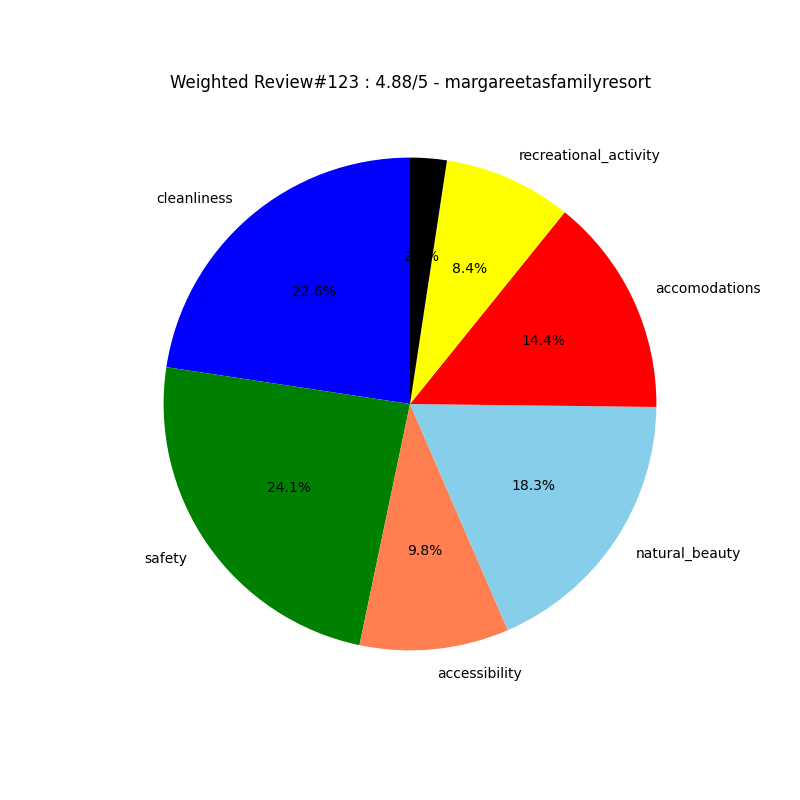 Weighted Review#123 : 4.88/5 - margareetasfamilyresort
recreational_activity
cleanliness
8.4%
accomodations
22.6%
14.4%
24.1%
18.3%
9.8%
natural_beauty
safety
accessibility